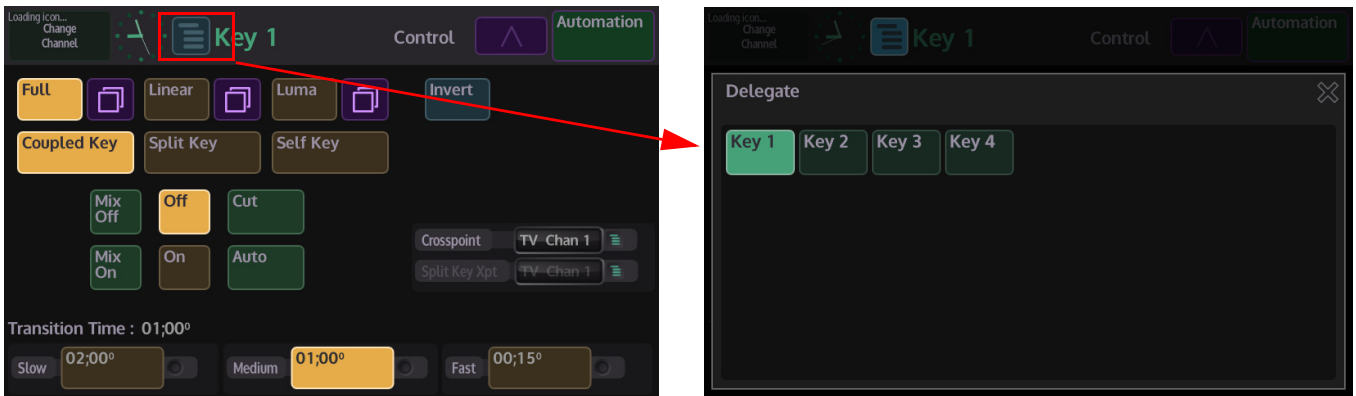 Loading icon...
Change
Channel
Key 1
Control
Automation
Full
Linear
Luma
Invert
Coupled Key
Split Key
Self Key
Mix
Off
Off
Cut
Mix
On
On
Auto
Crosspoint
TV Chan 1
Split Key Xpt
TV Chan 1
Transition Time : 01;00⁰
Slow
02;00⁰
Medium
01;00⁰
Fast
00;15⁰
Loading icon...
Change
Channel
Key 1
Control
Automation
Delegate
Key 1
Key 2
Key 3
Key 4